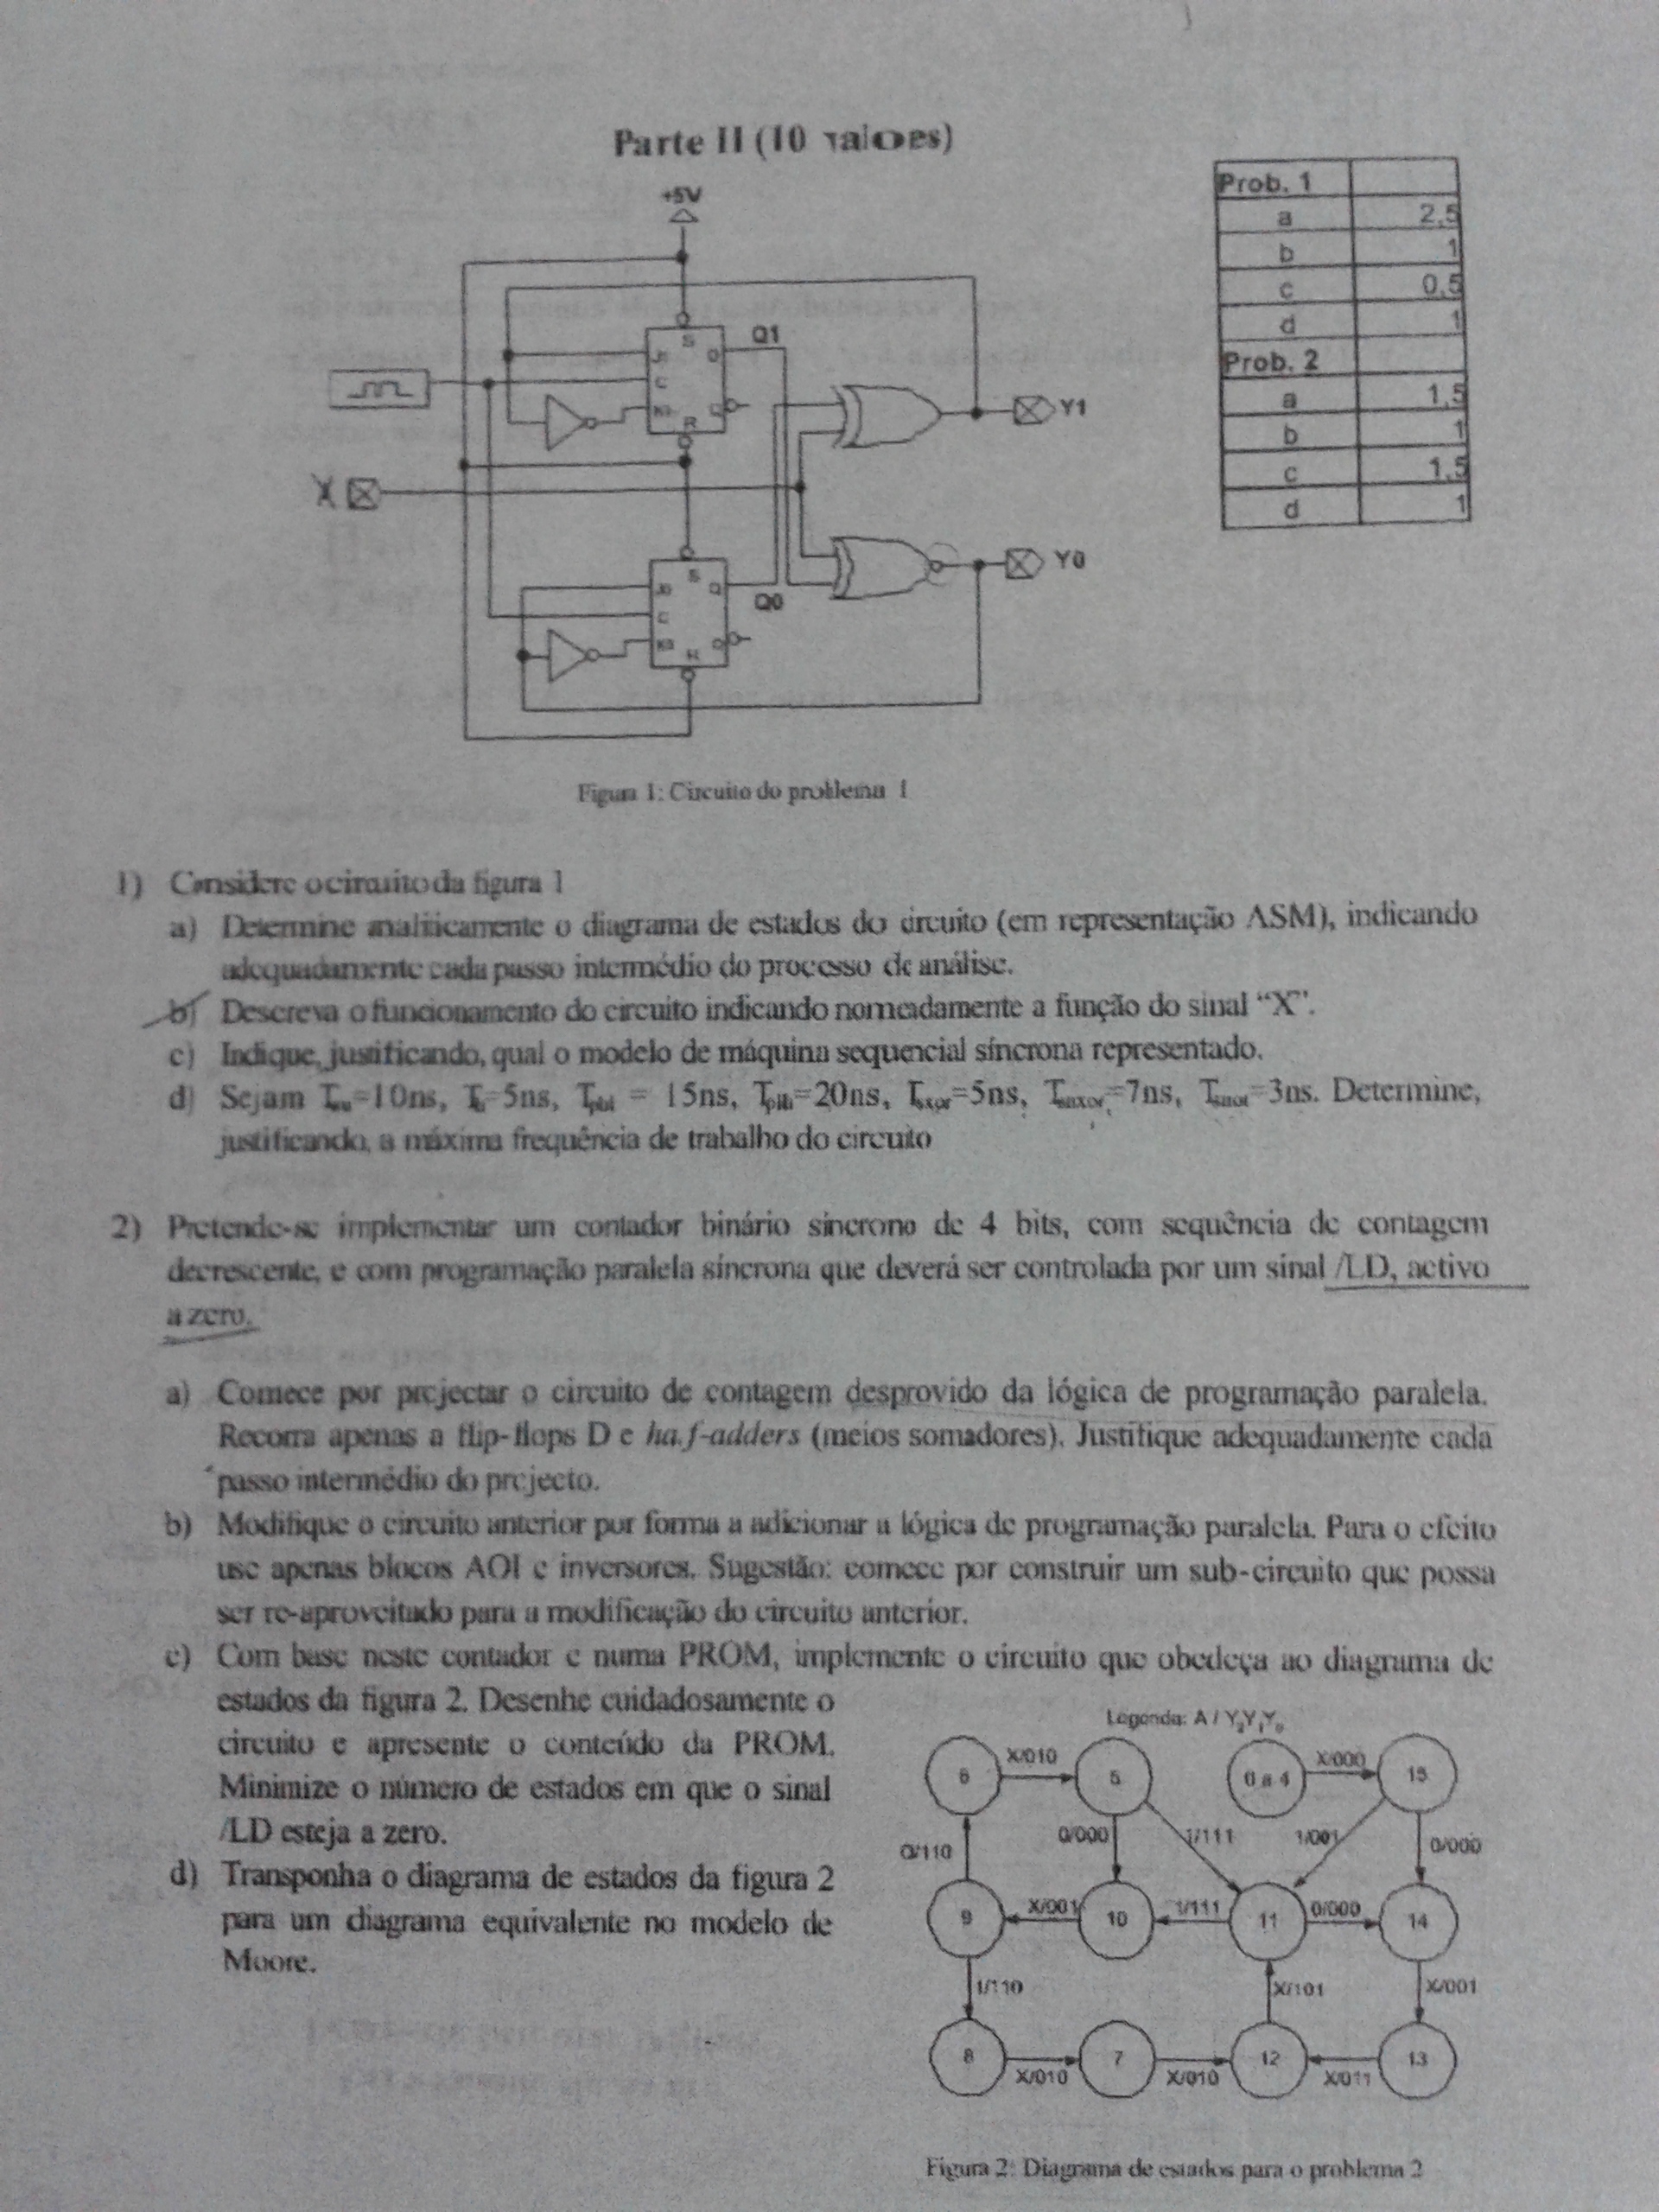 Parte II (10 valores)
+5V
Prob. 1
a 2,5
b 1
c 0,5
d 1
Prob. 2
a 1,5
b 1
c 1,5
d 1
Q1
S
J1
Q
C
K1
Q
R
Y1
X
Y0
S
J0
Q
Q0
C
K0
Q
R
Figura 1: Circuito do problema 1
1) Considere o circuito da figura 1
a) Determine analiticamente o diagrama de estados do circuito (em representação ASM), indicando
adequadamente cada passo intermédio do processo de análise.
b) Descreva o funcionamento do circuito indicando nomeadamente a função do sinal “X”.
c) Indique, justificando, qual o modelo de máquina sequencial síncrona representado.
d) Sejam =10ns, =5ns, = 15ns, =20ns, =5ns, =7ns, =3ns. Determine,
justificando, a máxima frequência de trabalho do circuito
2) Pretende-se implementar um contador binário síncrono de 4 bits, com sequência de contagem
decrescente, e com programação paralela síncrona que deverá ser controlada por um sinal /LD, activo
a zero.
a) Comece por projectar o circuito de contagem desprovido da lógica de programação paralela.
Recorra apenas a flip-flops D e half-adders (meios somadores). Justifique adequadamente cada
passo intermédio do projecto.
b) Modifique o circuito anterior por forma a adicionar a lógica de programação paralela. Para o efeito
use apenas blocos AOI e inversores. Sugestão: comece por construir um sub-circuito que possa
ser re-aproveitado para a modificação do circuito anterior.
c) Com base neste contador e numa PROM, implemente o circuito que obedeça ao diagrama de
estados da figura 2. Desenhe cuidadosamente o
circuito e apresente o conteúdo da PROM.
Minimize o número de estados em que o sinal
/LD esteja a zero.
d) Transponha o diagrama de estados da figura 2
para um diagrama equivalente no modelo de
Moore.
Legenda: A / Y2Y1Y0
6 X/010 5 0 a 4 X/000 15
0/110 0/000 1/111 1/001 0/000
9 X/001 10 1/111 11 0/000 14
1/110 X/101 X/001
8 X/010 7 X/010 12 X/011 13
Figura 2: Diagrama de estados para o problema 2